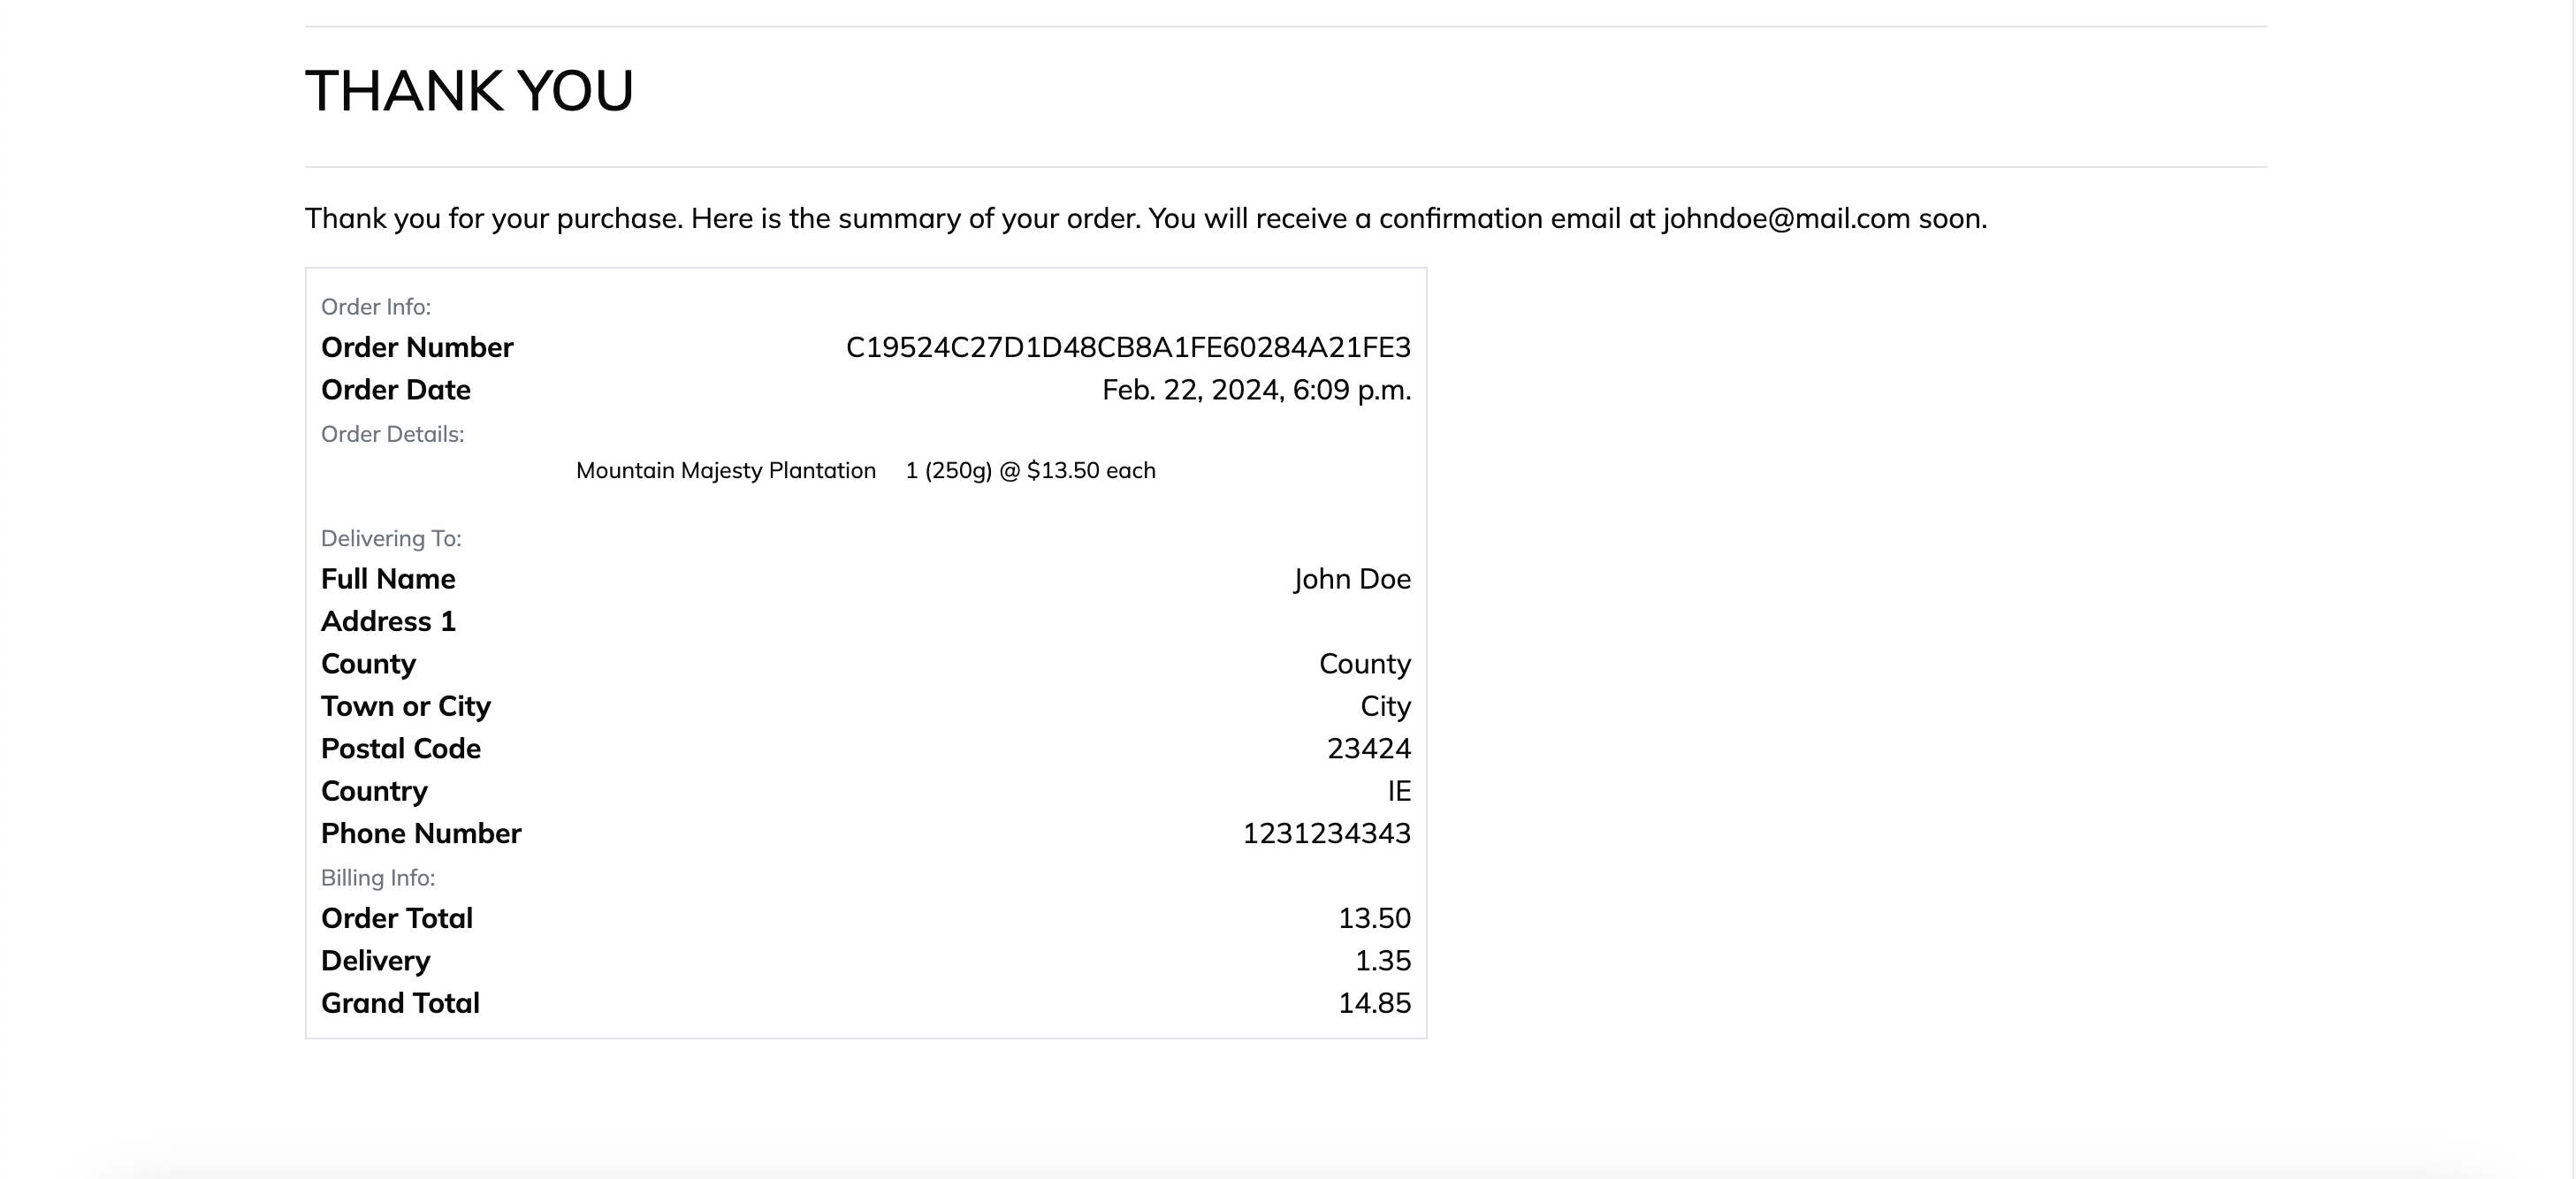 THANK YOU
Thank you for your purchase. Here is the summary of your order. You will receive a confirmation email at johndoe@mail.com soon.
Order Info:
Order Number C19524C27D1D48CB8A1FE60284A21FE3
Order Date Feb. 22, 2024, 6:09 p.m.
Order Details:
Mountain Majesty Plantation 1 (250g) @ $13.50 each
Delivering To:
Full Name John Doe
Address 1
County County
Town or City City
Postal Code 23424
Country IE
Phone Number 1231234343
Billing Info:
Order Total 13.50
Delivery 1.35
Grand Total 14.85